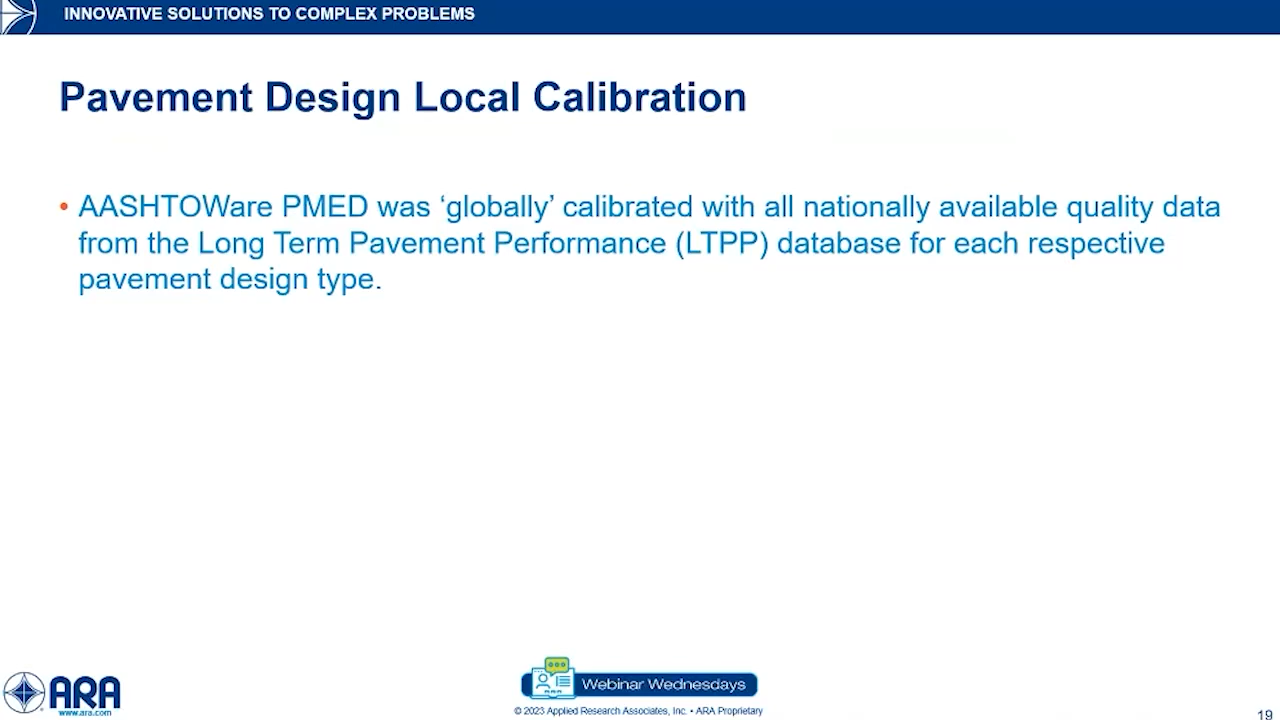 INNOVATIVE SOLUTIONS TO COMPLEX PROBLEMS
Pavement Design Local Calibration
• AASHTOWare PMED was ‘globally’ calibrated with all nationally available quality data
from the Long Term Pavement Performance (LTPP) database for each respective
pavement design type.
ARA
www.ara.com
Webinar Wednesdays
© 2023 Applied Research Associates, Inc. • ARA Proprietary
19